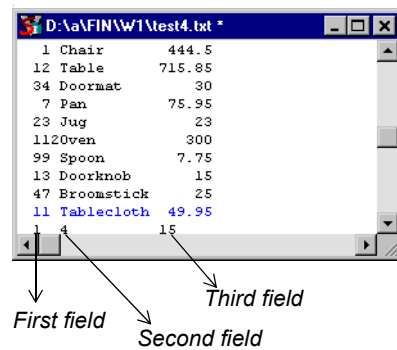 D:\a\FIN\W1\test4.txt *
1 Chair 444.5
12 Table 715.85
34 Doormat 30
7 Pan 75.95
23 Jug 23
112Oven 300
99 Spoon 7.75
13 Doorknob 15
47 Broomstick 25
11 Tablecloth 49.95
1 4 15
Third field
First field
Second field